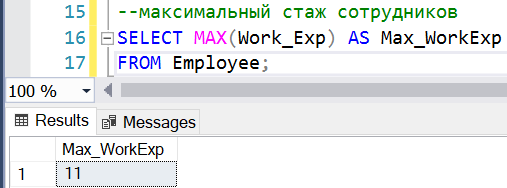 15 --максимальный стаж сотрудников
16 SELECT MAX(Work_Exp) AS Max_WorkExp
17 FROM Employee;
100 %
Results Messages
Max_WorkExp
1 11